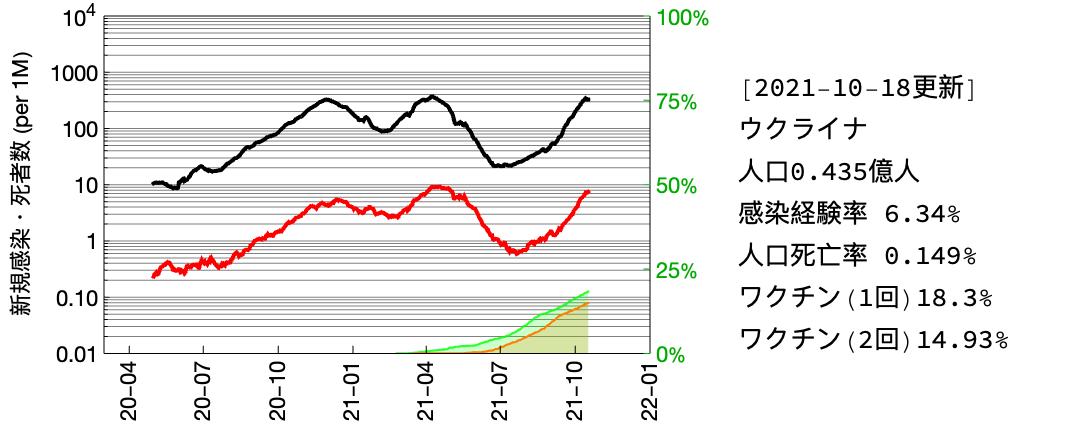 新規感染・死者数 (per 1M)
10^4
1000
100
10
1
0.10
0.01
100%
75%
50%
25%
0%
20-04
20-07
20-10
21-01
21-04
21-07
21-10
22-01
[2021-10-18更新]
ウクライナ
人口0.435億人
感染経験率 6.34%
人口死亡率 0.149%
ワクチン(1回)18.3%
ワクチン(2回)14.93%